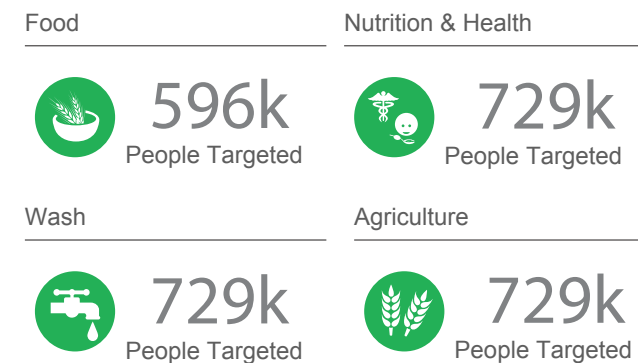 Food
596k
People Targeted
Nutrition & Health
729k
People Targeted
Wash
729k
People Targeted
Agriculture
729k
People Targeted